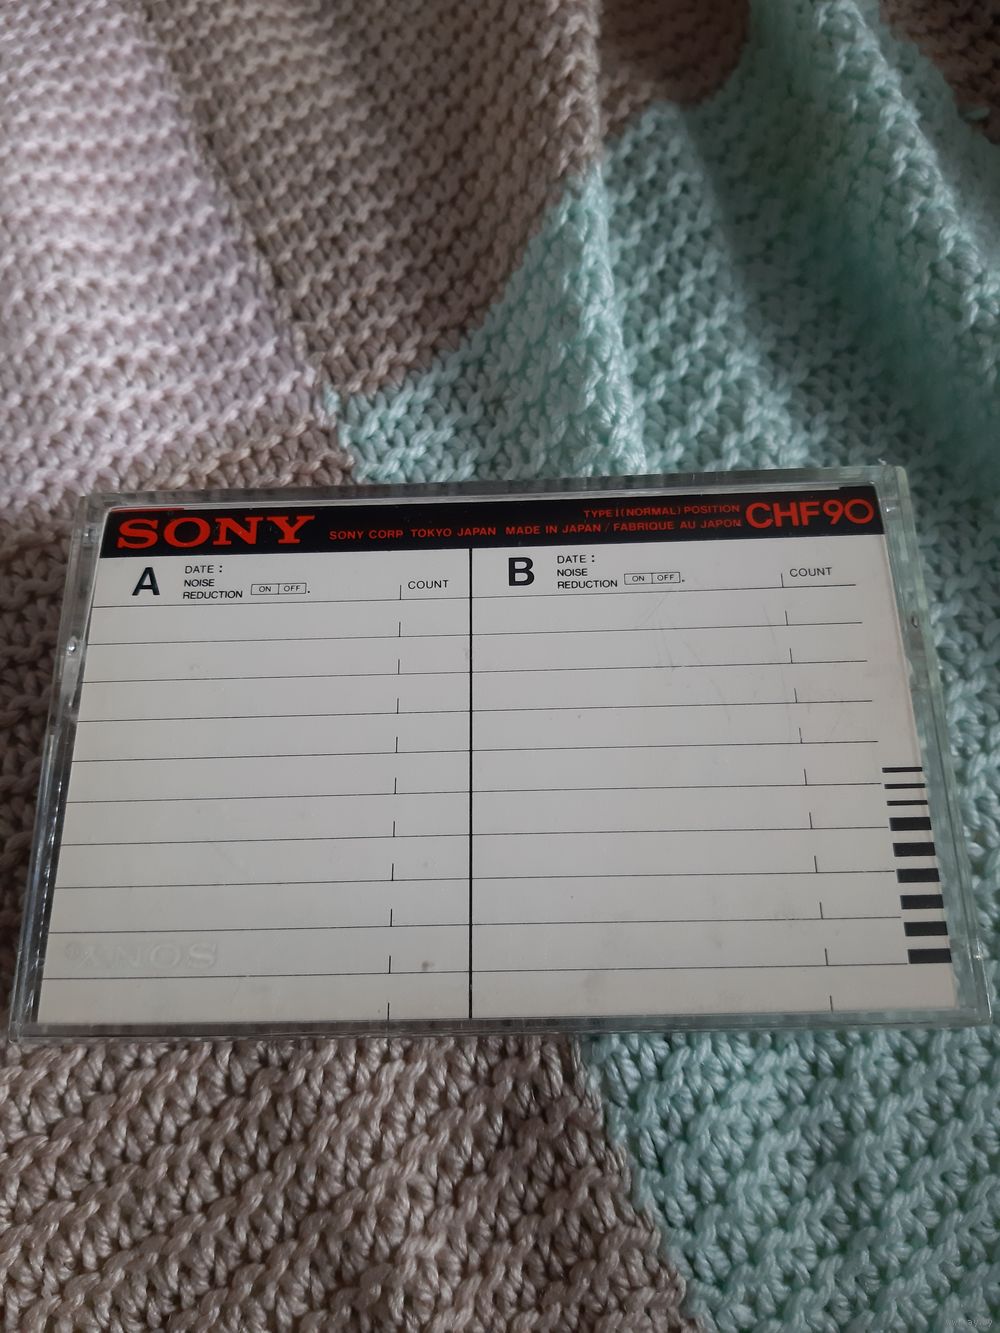 SONY
TYPE I (NORMAL) POSITION
SONY CORP TOKYO JAPAN MADE IN JAPAN / FABRIQUE AU JAPON
CHF90
A
DATE :
NOISE
REDUCTION ON OFF .
COUNT
B
DATE :
NOISE
REDUCTION ON OFF .
COUNT
SONY